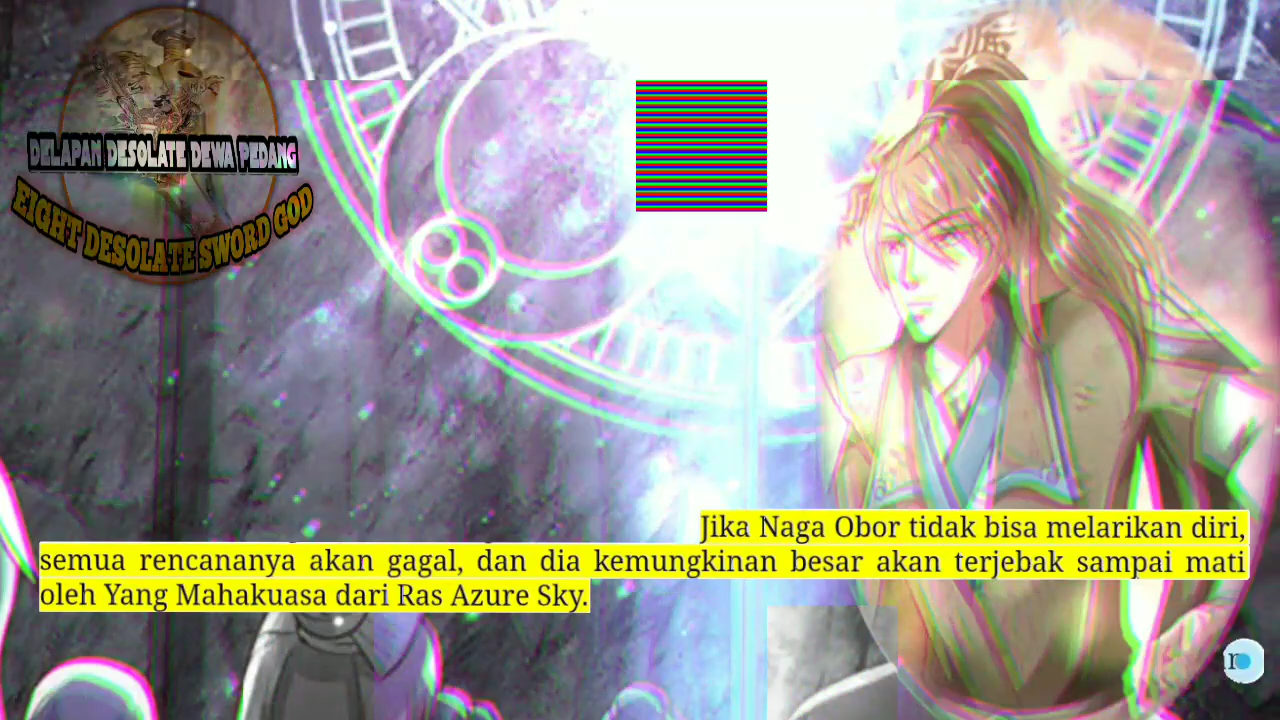 DELAPAN DESOLATE DEWA PEDANG
EIGHT DESOLATE SWORD GOD
Jika Naga Obor tidak bisa melarikan diri,
semua rencananya akan gagal, dan dia kemungkinan besar akan terjebak sampai mati
oleh Yang Mahakuasa dari Ras Azure Sky.